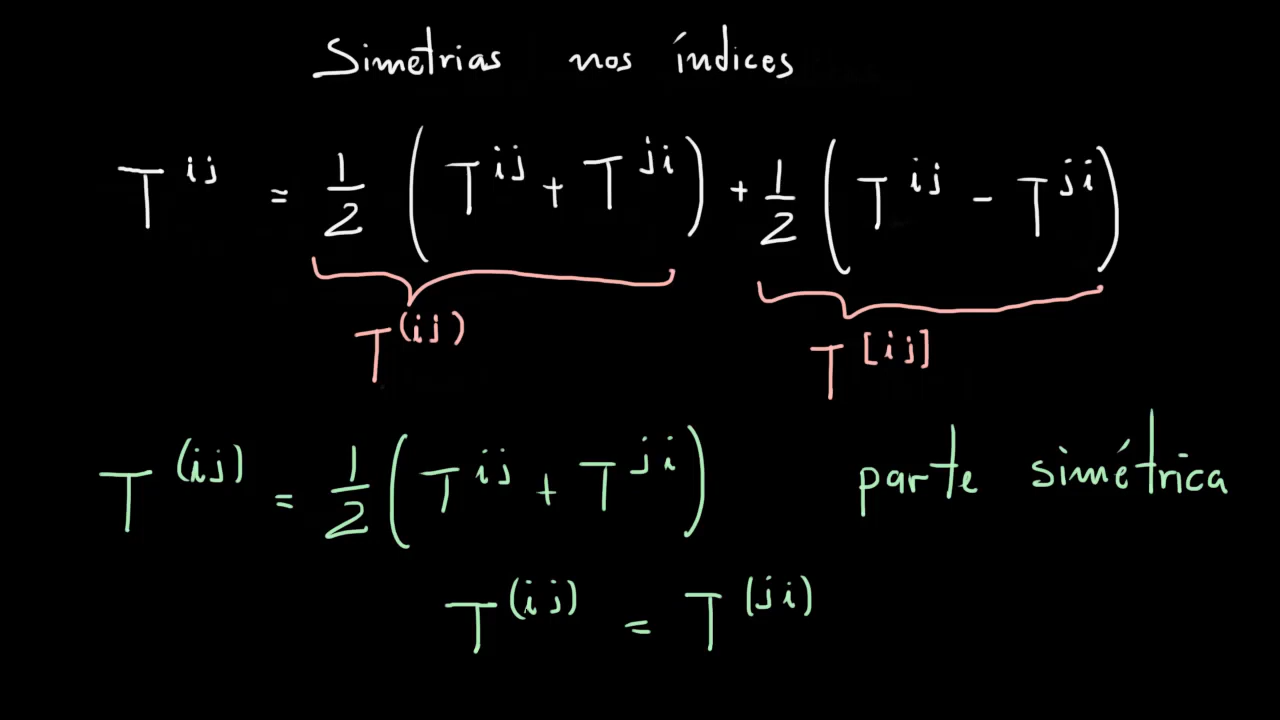 Simetrias nos índices
T^{ij} = 1/2 (T^{ij} + T^{ji}) + 1/2 (T^{ij} - T^{ji})
T^{(ij)} T^{[ij]}
T^{(ij)} = 1/2 (T^{ij} + T^{ji}) parte simétrica
T^{(ij)} = T^{(ji)}